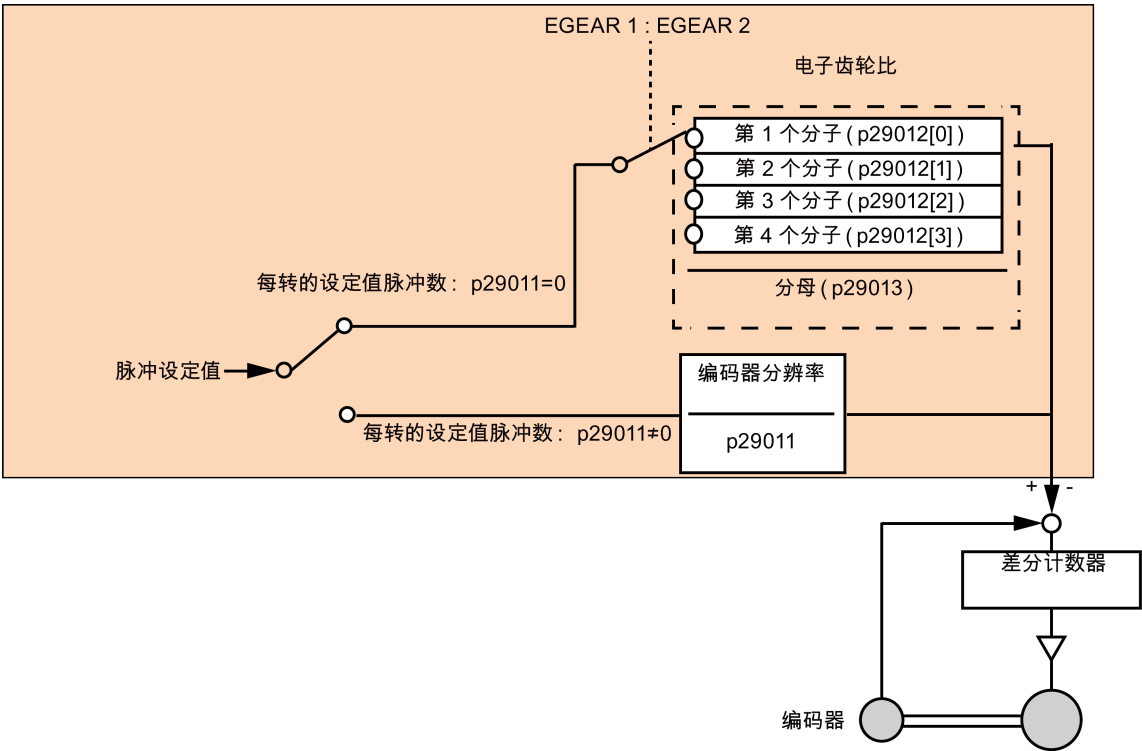 EGEAR 1 : EGEAR 2
电子齿轮比
第 1 个分子 ( p29012[0] )
第 2 个分子 ( p29012[1] )
第 3 个分子 ( p29012[2] )
第 4 个分子 ( p29012[3] )
分母 ( p29013 )
每转的设定值脉冲数: p29011=0
脉冲设定值
编码器分辨率
p29011
每转的设定值脉冲数: p29011≠0
+ -
差分计数器
编码器